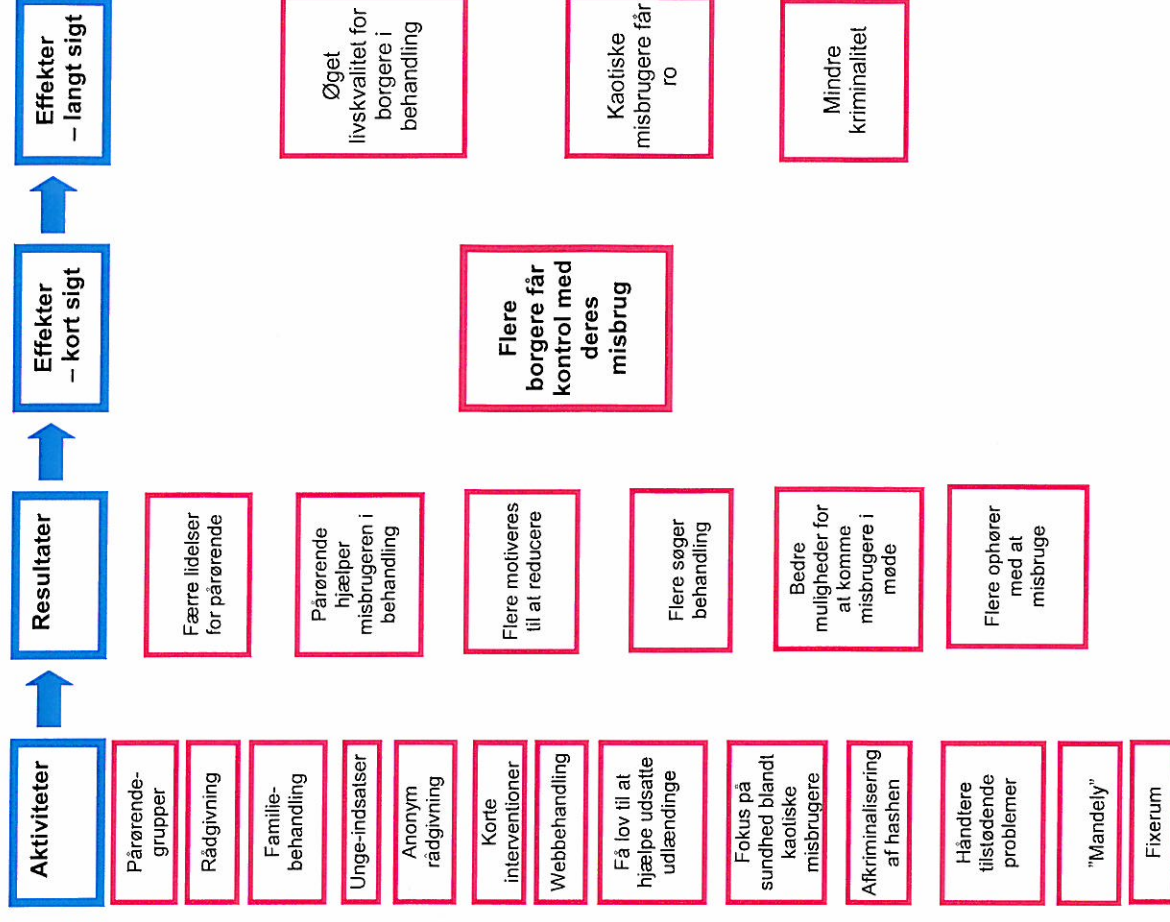 Aktiviteter
Pårørende-
grupper
Rådgivning
Familie-
behandling
Unge-indsatser
Anonym
rådgivning
Korte
interventioner
Webbehandling
Få lov til at
hjælpe udsatte
udlændinge
Fokus på
sundhed blandt
kaotiske
misbrugere
Afkriminalisering
af hashen
Håndtere
tilstødende
problemer
"Mandely"
Fixerum
Resultater
Færre lidelser
for pårørende
Pårørende
hjælper
misbrugeren i
behandling
Flere motiveres
til at reducere
Flere søger
behandling
Bedre
muligheder for
at komme
misbrugere i
møde
Flere ophører
med at
misbruge
Effekter
– kort sigt
Flere
borgere får
kontrol med
deres
misbrug
Effekter
– langt sigt
Øget
livskvalitet for
borgere i
behandling
Kaotiske
misbrugere får
ro
Mindre
kriminalitet